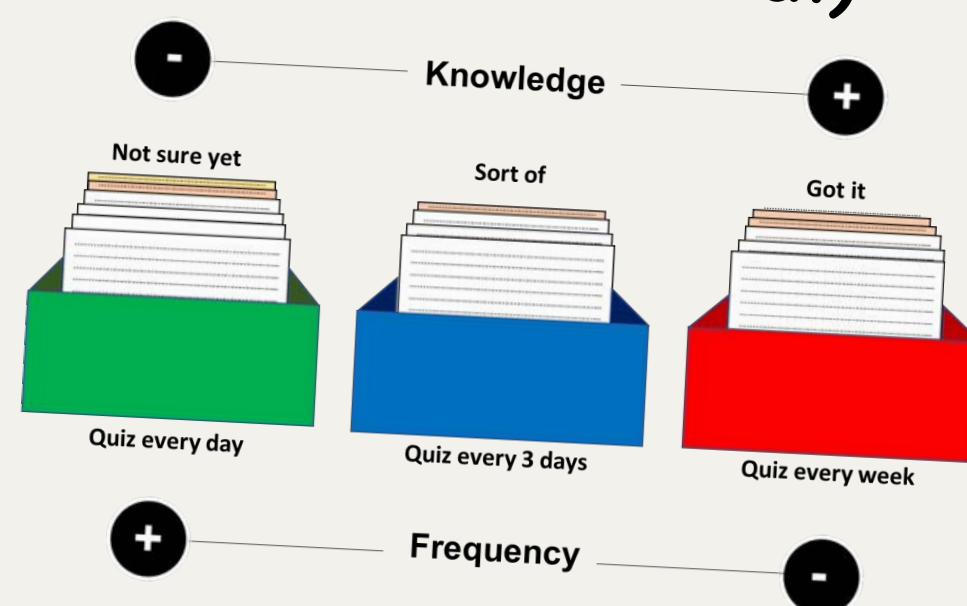 - Knowledge +
Not sure yet
Sort of
Got it
Quiz every day
Quiz every 3 days
Quiz every week
+ Frequency -